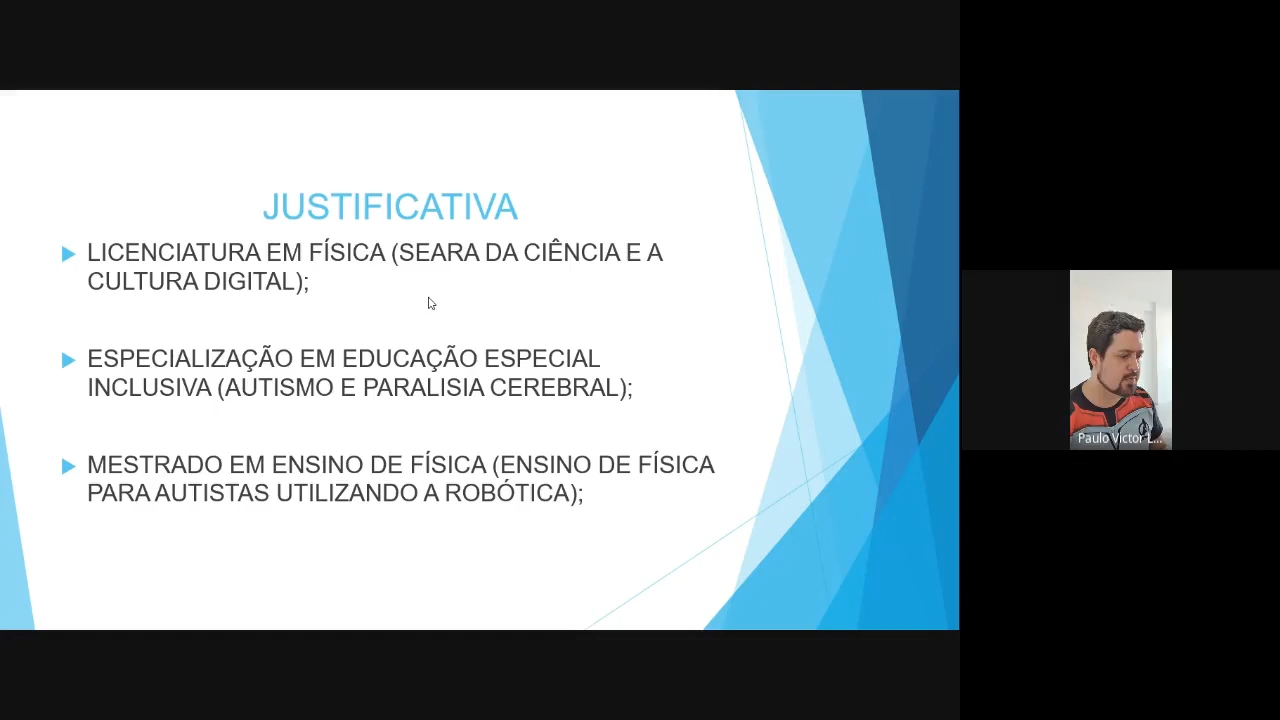 JUSTIFICATIVA
LICENCIATURA EM FÍSICA (SEARA DA CIÊNCIA E A
CULTURA DIGITAL);
ESPECIALIZAÇÃO EM EDUCAÇÃO ESPECIAL
INCLUSIVA (AUTISMO E PARALISIA CEREBRAL);
MESTRADO EM ENSINO DE FÍSICA (ENSINO DE FÍSICA
PARA AUTISTAS UTILIZANDO A ROBÓTICA);
Paulo Victor L...